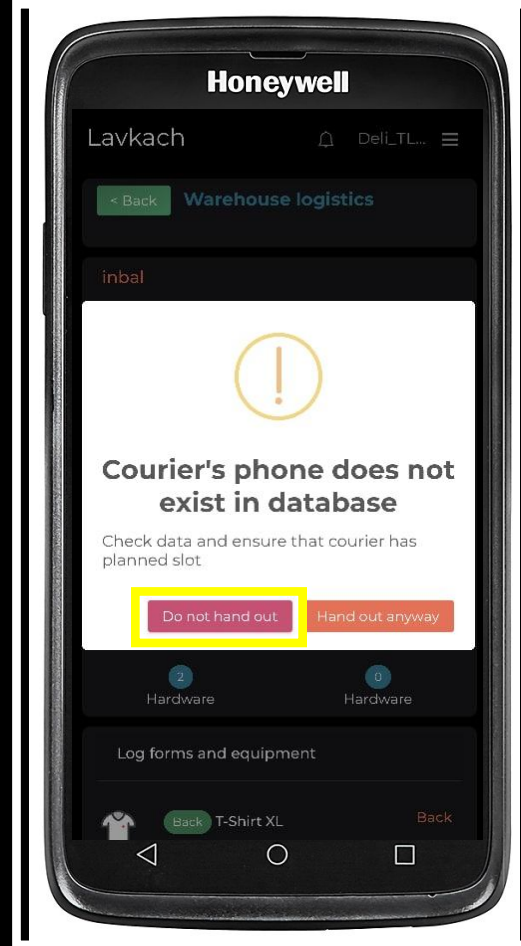 Honeywell
Lavkach
Deli_TL...
< Back
Warehouse logistics
inbal
Courier's phone does not
exist in database
Check data and ensure that courier has
planned slot
Do not hand out
Hand out anyway
2
0
Hardware
Hardware
Log forms and equipment
Back
T-Shirt XL
Back